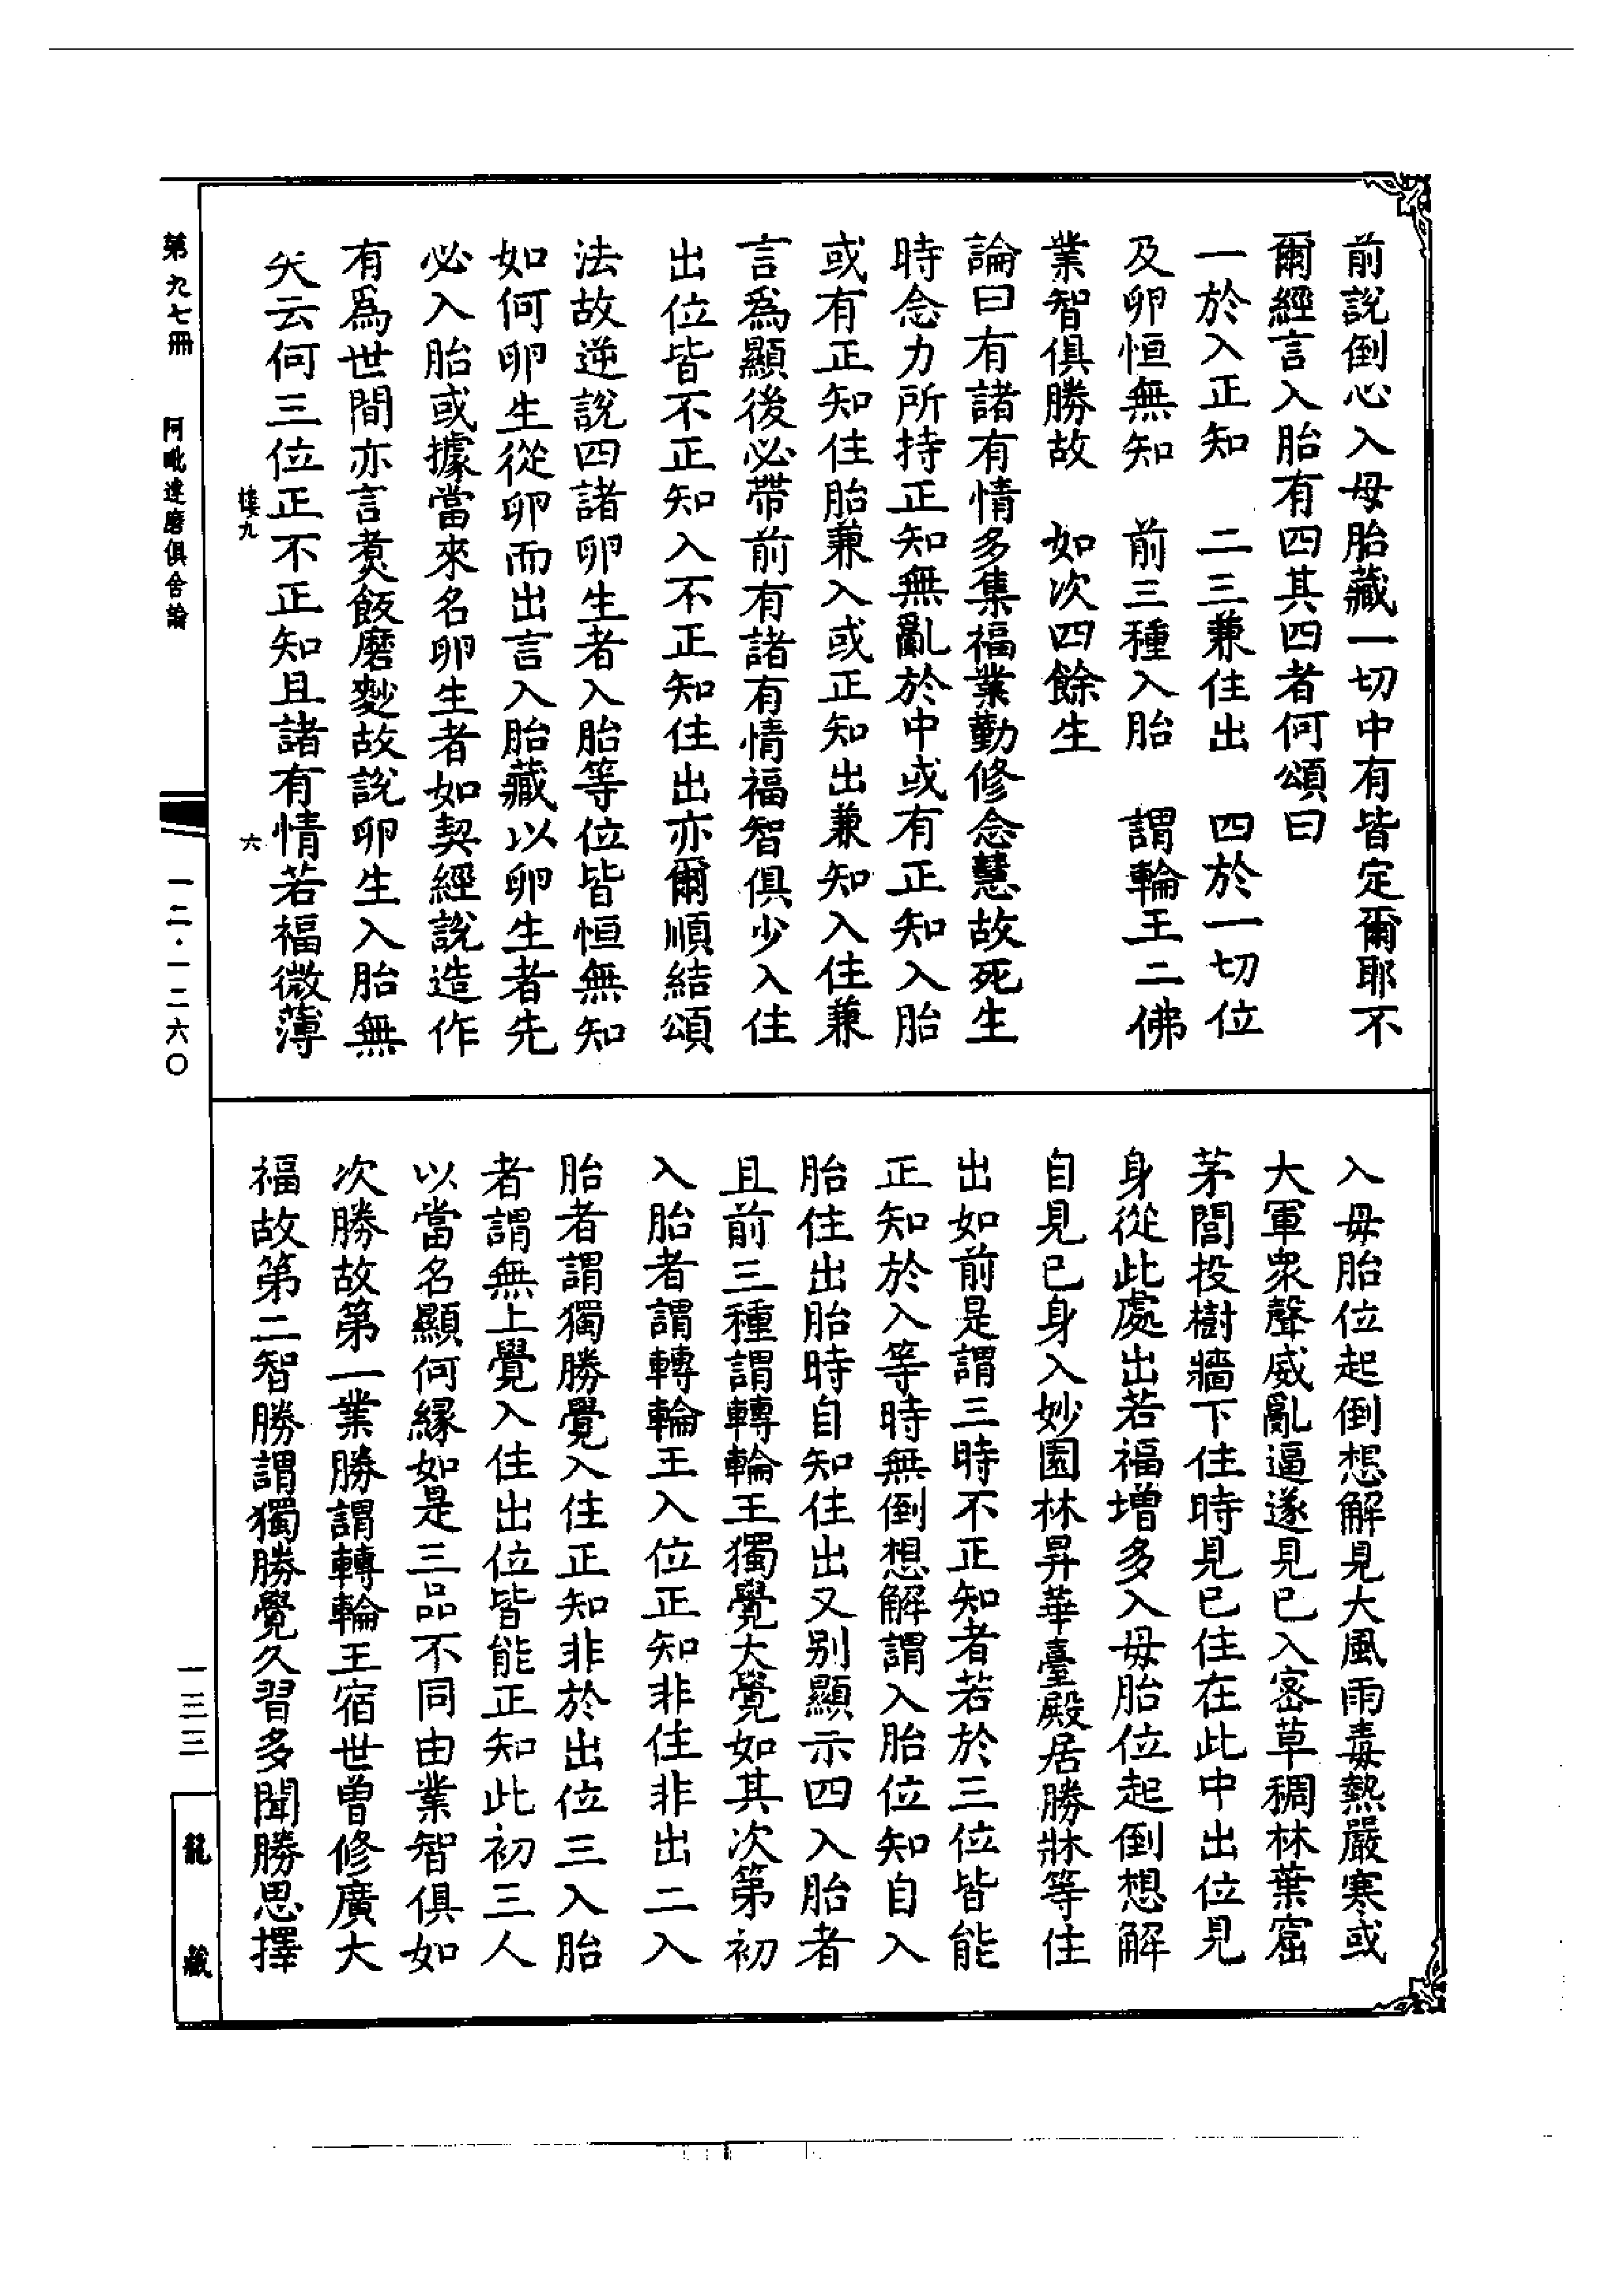 前說倒心入母胎藏一切中有皆定爾耶不
爾經言入胎有四其四者何頌曰
一於入正知　二三兼住出　四於一切位
及卵恒無知　前三種入胎　謂輪王二佛
業智俱勝故　如次四餘生
論曰有諸有情多集福業勤修念慧故死生
時念力所持正知無亂於中或有正知入胎
或有正知住胎兼入或正知出兼知入住兼
言爲顯後必帶前有諸有情福智俱少入住
出位皆不正知入不正知住出亦爾順結頌
法故逆說四諸卵生者入胎等位皆恒無知
如何卵生從卵而出言入胎藏以卵生者先
必入胎或據當來名卵生者如契經說造作
有爲世間亦言煑飯磨麨故說卵生入胎無
失云何三位正不正知且諸有情若福微薄
入母胎位起倒想解見大風雨毒熱嚴寒或
大軍衆聲威亂逼遂見已入宻草稠林葉窟
茅閭投樹牆下住時見已住在此中出位見
身從此處出若福增多入母胎位起倒想解
自見已身入妙園林昇華臺殿居勝牀等住
出如前是謂三時不正知者若於三位皆能
正知於入等時無倒想解謂入胎位知自入
胎住出胎時自知住出又別顯示四入胎者
且前三種謂轉輪王獨覺大覺如其次第初
入胎者謂轉輪王入位正知非住非出二入
胎者謂獨勝覺入住正知非於出位三入胎
者謂無上覺入住出位皆能正知此初三人
以當名顯何緣如是三品不同由業智俱如
次勝故第一業勝謂轉輪王宿世曾修廣大
福故第二智勝謂獨勝覺久習多聞勝思擇
第九七冊　阿毗達磨俱舍論
一二·一二六〇
一三三
龍藏
九
六